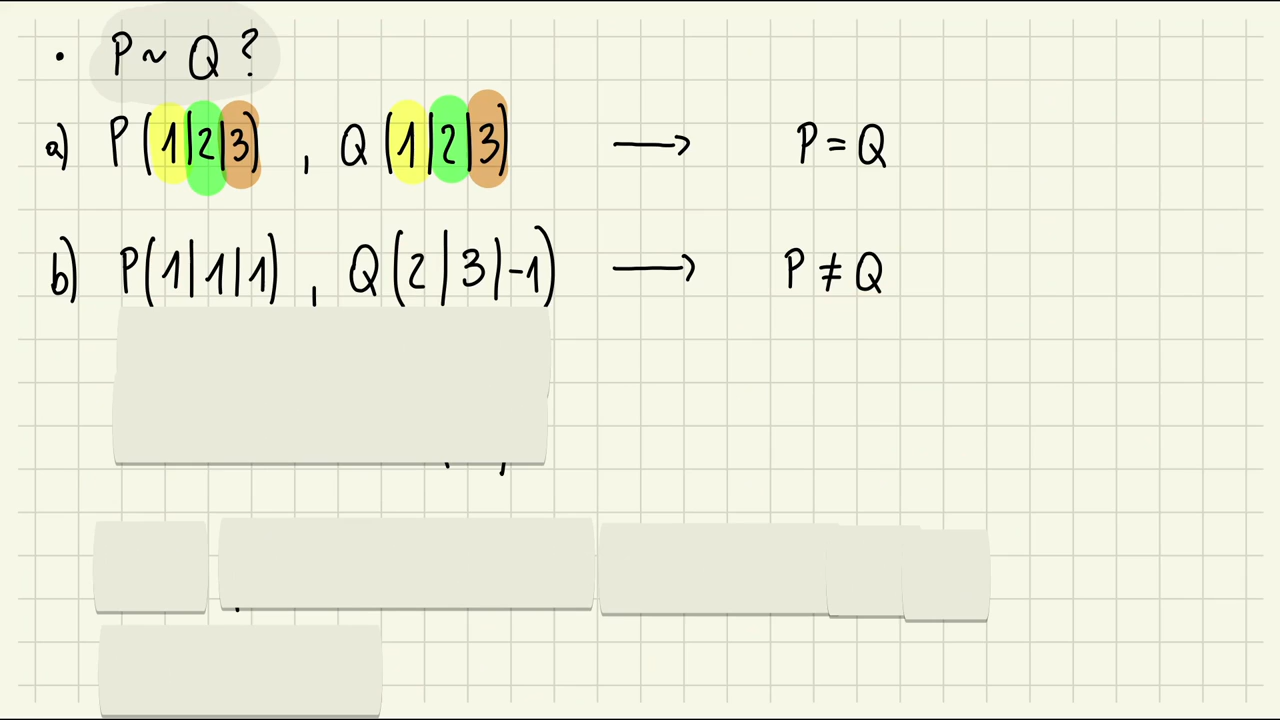 · P ~ Q ?
a) P(1|2|3) , Q(1|2|3) → P = Q
b) P(1|1|1) , Q(2|3|-1) → P ≠ Q